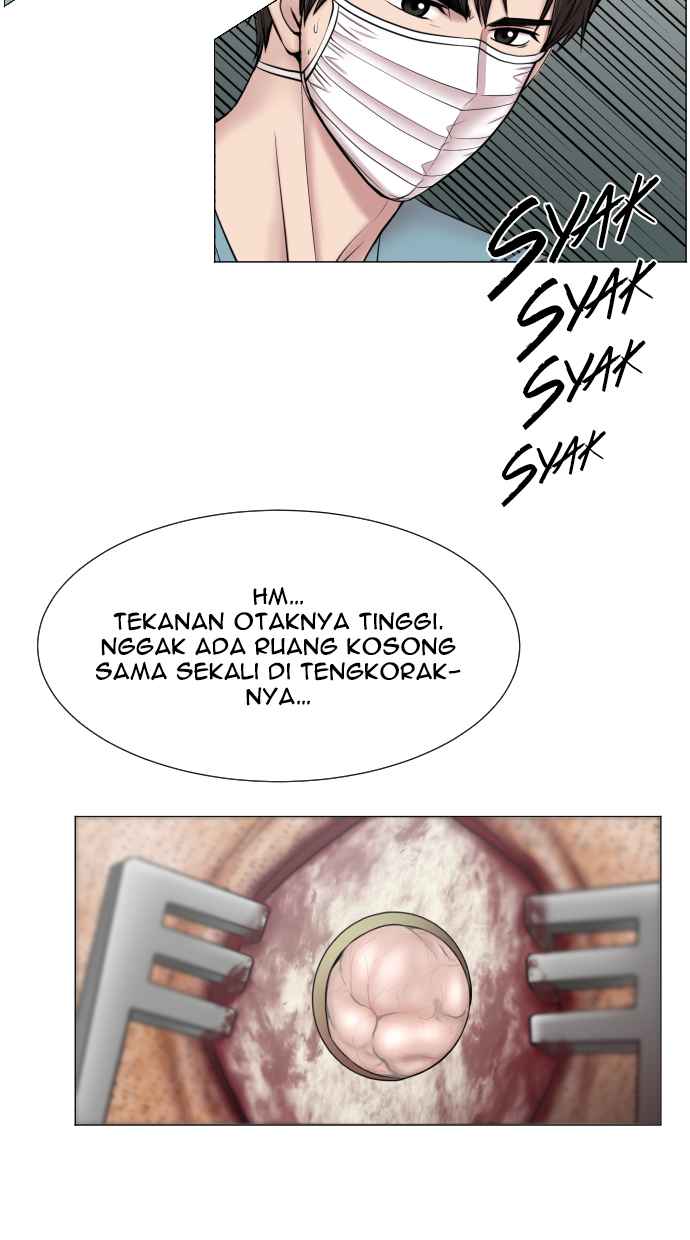 SYAK
SYAK
SYAK
SYAK
HM...
TEKANAN OTAKNYA TINGGI.
NGGAK ADA RUANG KOSONG
SAMA SEKALI DI TENGKORAK-
NYA...